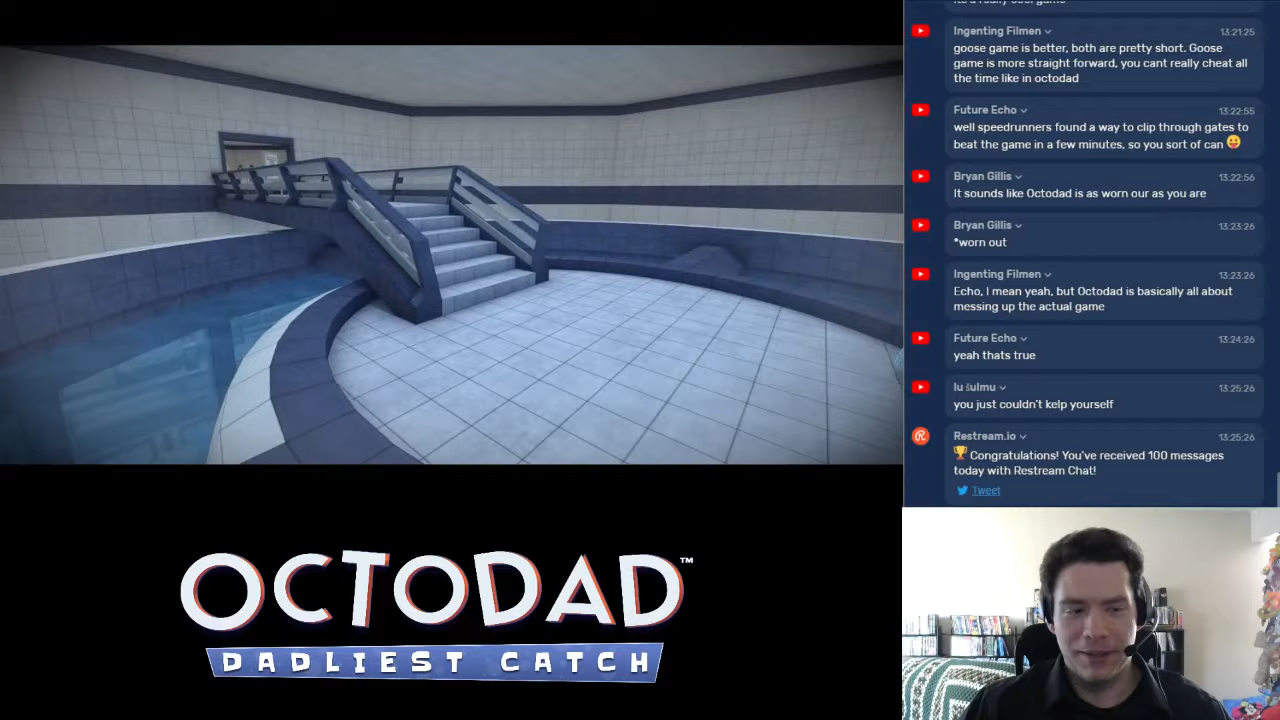 its a really cool game
Ingenting Filmen
13:21:25
goose game is better, both are pretty short. Goose
game is more straight forward, you cant really cheat all
the time like in octodad
Future Echo
13:22:55
well speedrunners found a way to clip through gates to
beat the game in a few minutes, so you sort of can 😛
Bryan Gillis
13:22:56
It sounds like Octodad is as worn our as you are
Bryan Gillis
13:23:26
*worn out
Ingenting Filmen
13:23:26
Echo, I mean yeah, but Octodad is basically all about
messing up the actual game
Future Echo
13:24:26
yeah thats true
lu šulmu
13:25:26
you just couldn't kelp yourself
Restream.io
13:25:26
🏆 Congratulations! You've received 100 messages
today with Restream Chat!
Tweet
OCTODAD™
DADLIEST CATCH